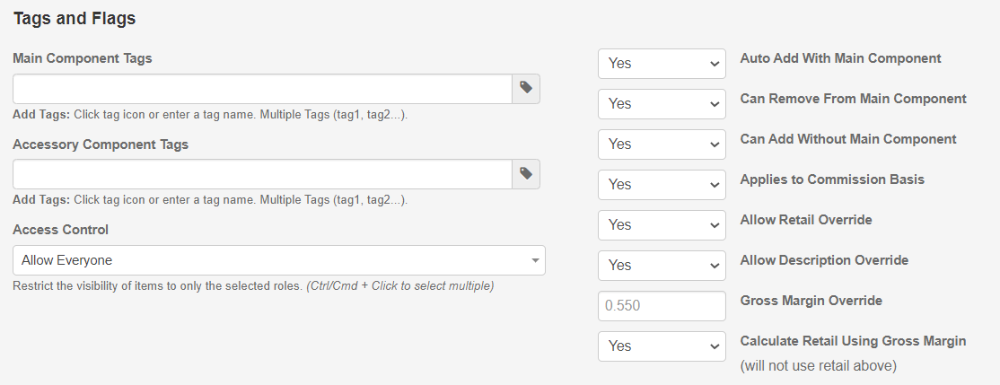 Tags and Flags
Main Component Tags
Add Tags: Click tag icon or enter a tag name. Multiple Tags (tag1, tag2...).
Accessory Component Tags
Add Tags: Click tag icon or enter a tag name. Multiple Tags (tag1, tag2...).
Access Control
Allow Everyone
Restrict the visibility of items to only the selected roles. (Ctrl/Cmd + Click to select multiple)
Yes Auto Add With Main Component
Yes Can Remove From Main Component
Yes Can Add Without Main Component
Yes Applies to Commission Basis
Yes Allow Retail Override
Yes Allow Description Override
0.550 Gross Margin Override
Yes Calculate Retail Using Gross Margin
(will not use retail above)